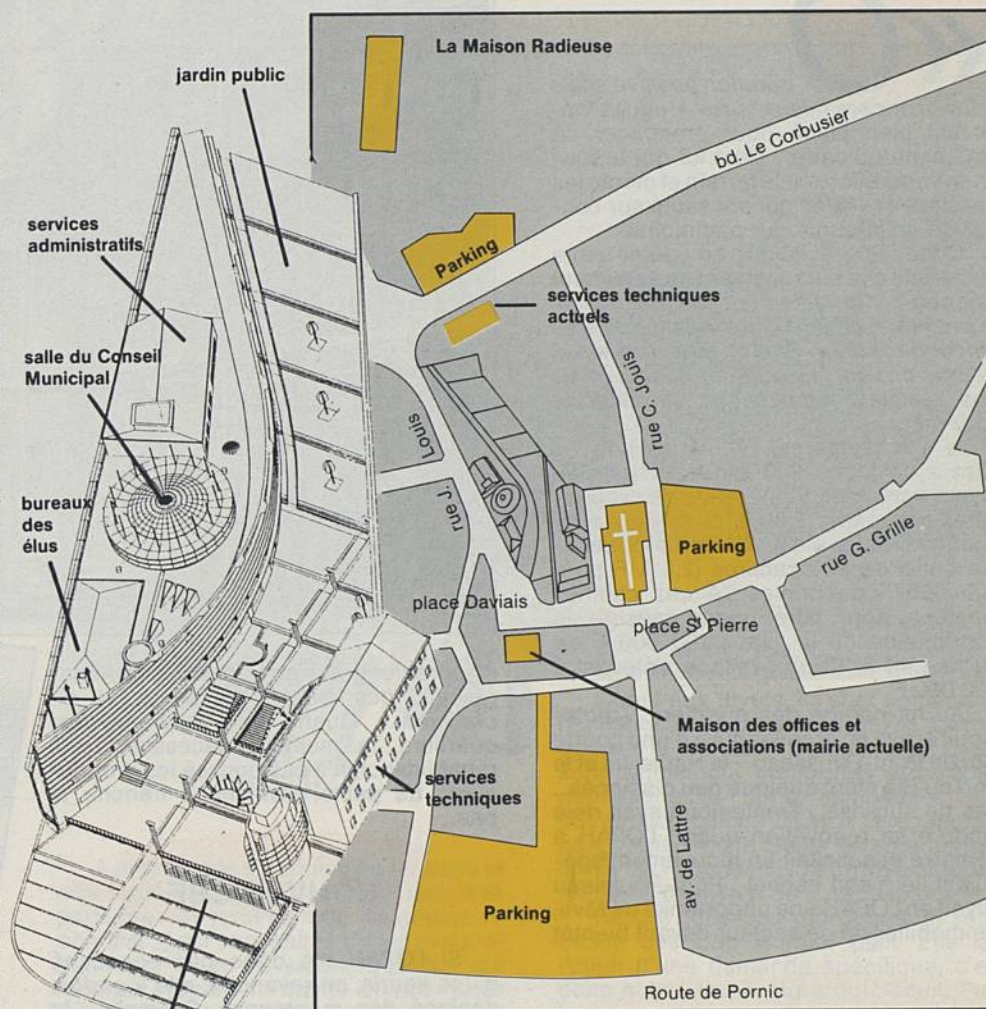 La Maison Radieuse
jardin public
bd. Le Corbusier
services
administratifs
Parking
services techniques
actuels
salle du Conseil
Municipal
rue J. Louis
rue C. Jouis
bureaux
des
élus
Parking
rue G. Grille
place Daviais
place St Pierre
Maison des offices et
associations (mairie actuelle)
services
techniques
av. de Lattre
Parking
Route de Pornic